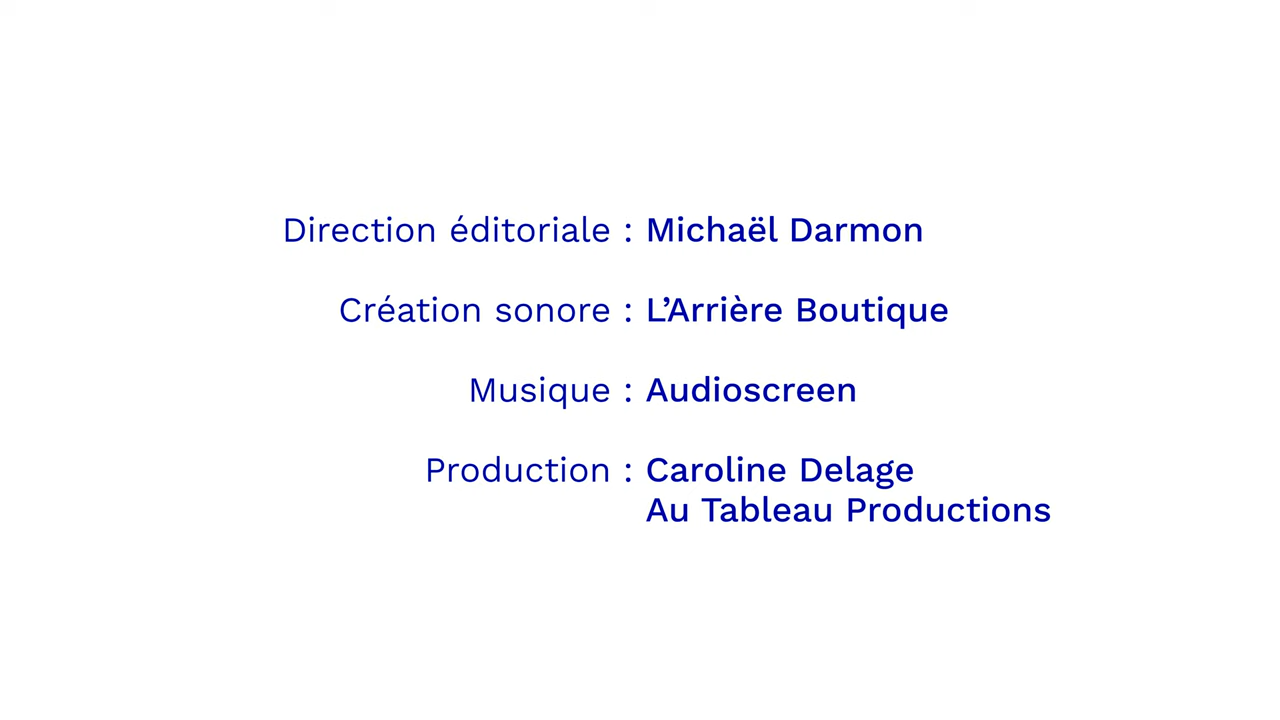 Direction éditoriale : Michaël Darmon
Création sonore : L’Arrière Boutique
Musique : Audioscreen
Production : Caroline Delage
Au Tableau Productions